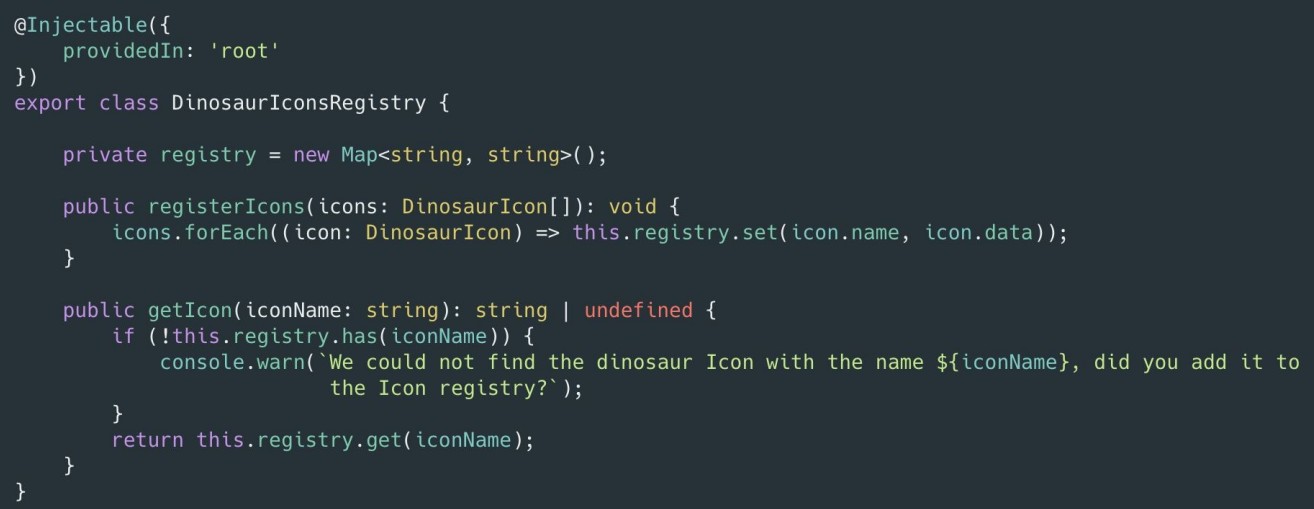 @Injectable({
    providedIn: 'root'
})
export class DinosaurIconsRegistry {

    private registry = new Map<string, string>();

    public registerIcons(icons: DinosaurIcon[]): void {
        icons.forEach((icon: DinosaurIcon) => this.registry.set(icon.name, icon.data));
    }

    public getIcon(iconName: string): string | undefined {
        if (!this.registry.has(iconName)) {
            console.warn(`We could not find the dinosaur Icon with the name ${iconName}, did you add it to
                          the Icon registry?`);
        }
        return this.registry.get(iconName);
    }
}